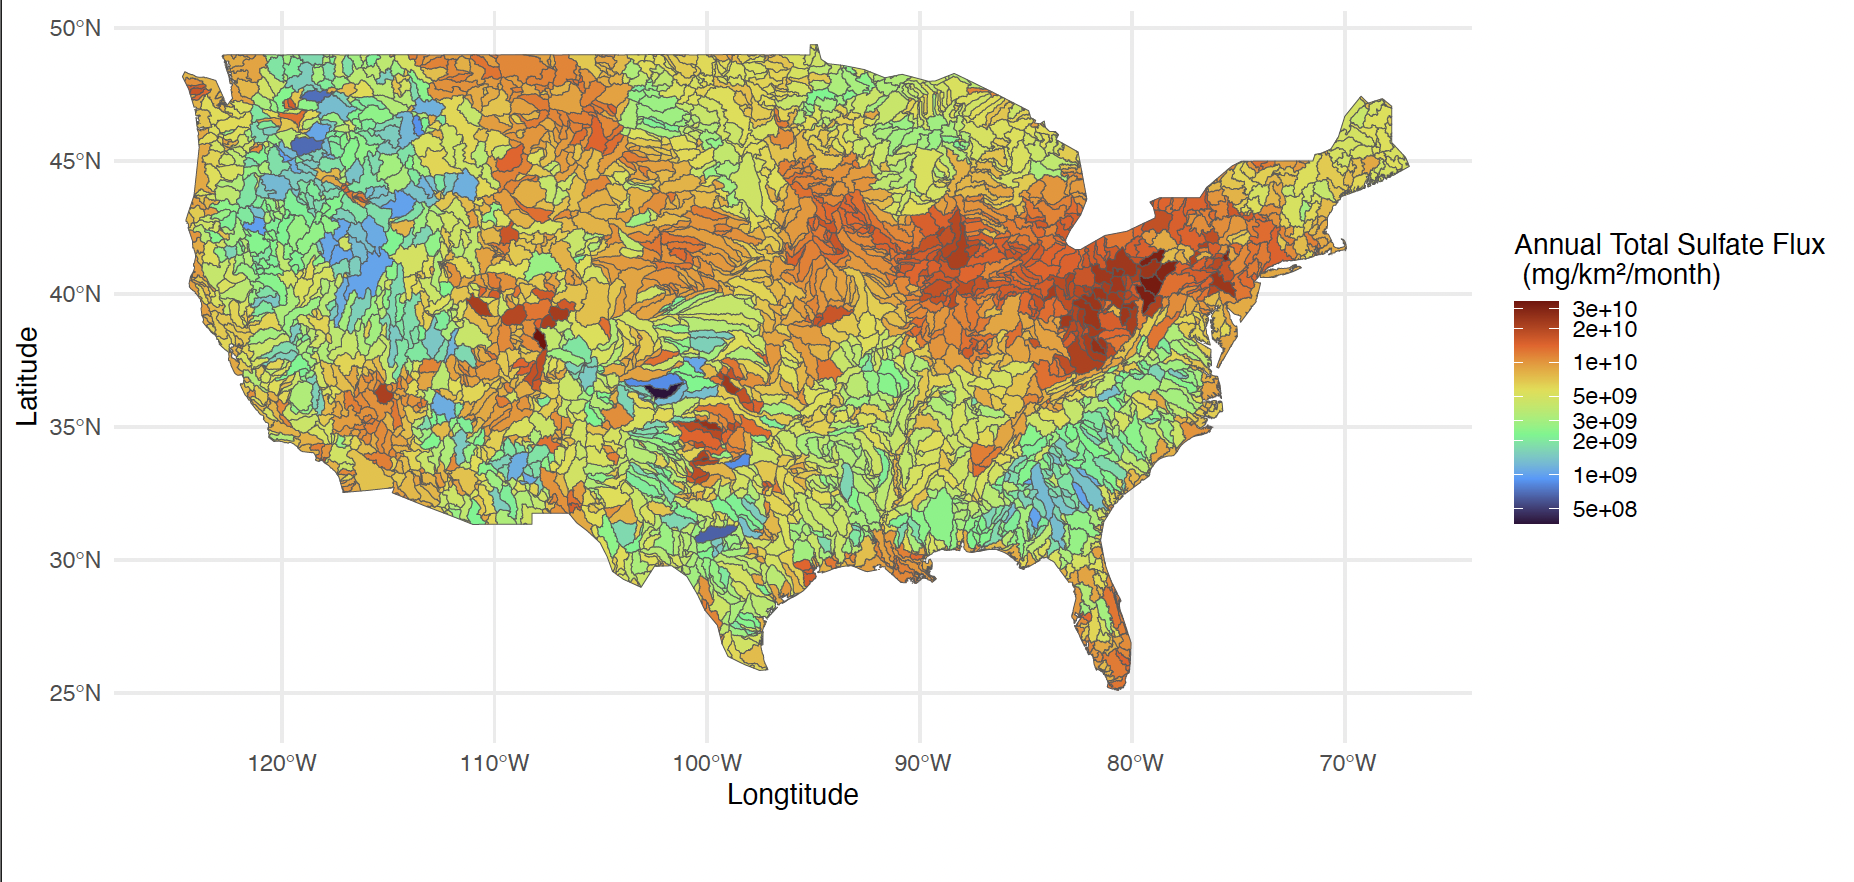 50°N
45°N
40°N
35°N
30°N
25°N
Latitude
120°W 110°W 100°W 90°W 80°W 70°W
Longtitude
Annual Total Sulfate Flux
(mg/km²/month)
3e+10
2e+10
1e+10
5e+09
3e+09
2e+09
1e+09
5e+08